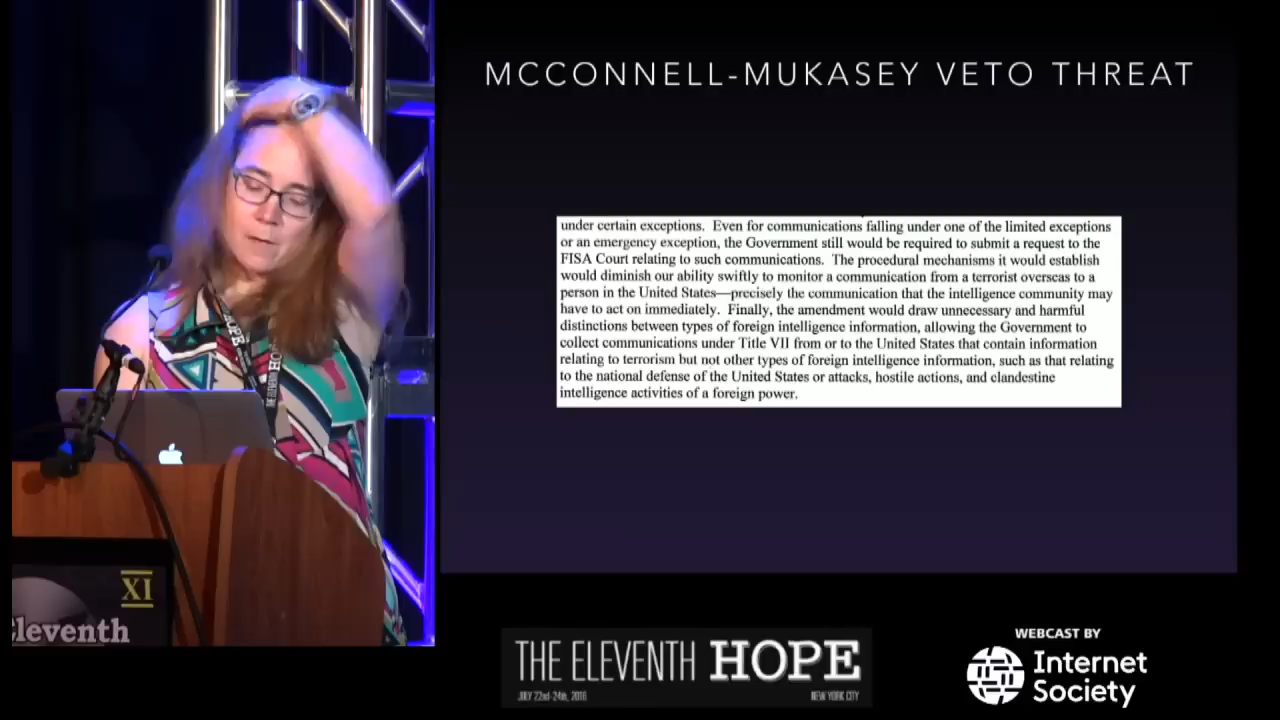 MCCONNELL-MUKASEY VETO THREAT
under certain exceptions. Even for communications falling under one of the limited exceptions
or an emergency exception, the Government still would be required to submit a request to the
FISA Court relating to such communications. The procedural mechanisms it would establish
would diminish our ability swiftly to monitor a communication from a terrorist overseas to a
person in the United States—precisely the communication that the intelligence community may
have to act on immediately. Finally, the amendment would draw unnecessary and harmful
distinctions between types of foreign intelligence information, allowing the Government to
collect communications under Title VII from or to the United States that contain information
relating to terrorism but not other types of foreign intelligence information, such as that relating
to the national defense of the United States or attacks, hostile actions, and clandestine
intelligence activities of a foreign power.
HOPE
THE ELEVENTH HOPE
XI
leventh
THE ELEVENTH HOPE
JULY 22nd-24th, 2016
NEW YORK CITY
WEBCAST BY
Internet
Society